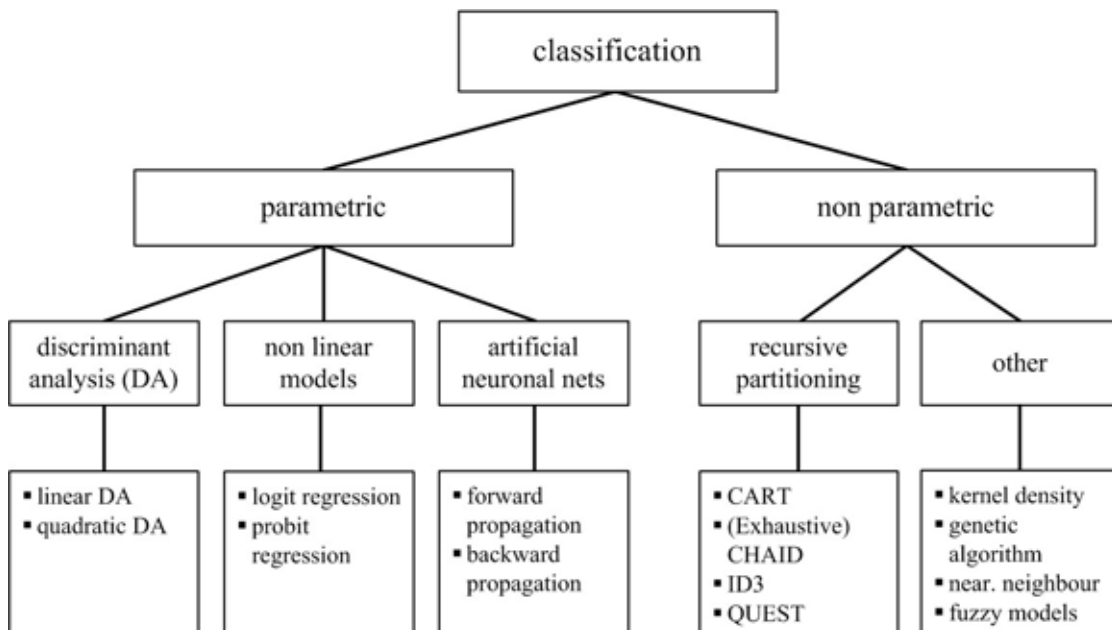 classification
parametric
non parametric
discriminant
analysis (DA)
non linear
models
artificial
neuronal nets
recursive
partitioning
other
▪ linear DA
▪ quadratic DA
▪ logit regression
▪ probit
regression
▪ forward
propagation
▪ backward
propagation
▪ CART
▪ (Exhaustive)
CHAID
▪ ID3
▪ QUEST
▪ kernel density
▪ genetic
algorithm
▪ near. neighbour
▪ fuzzy models